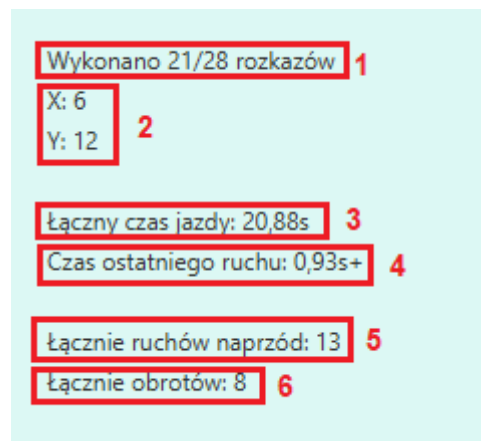 Wykonano 21/28 rozkazów 1
X: 6
Y: 12
2
Łączny czas jazdy: 20,88s 3
Czas ostatniego ruchu: 0,93s+ 4
Łącznie ruchów naprzód: 13 5
Łącznie obrotów: 8 6